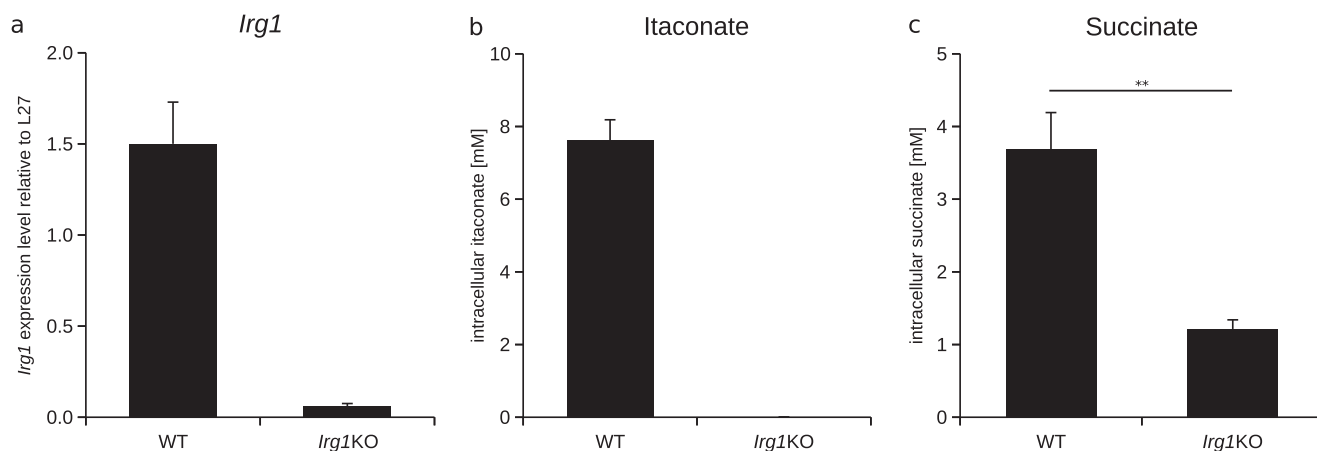 a
Irg1
Irg1 expression level relative to L27
2.0
1.5
1.0
0.5
0.0
WT
Irg1KO
b
Itaconate
intracellular itaconate [mM]
10
8
6
4
2
0
WT
Irg1KO
c
Succinate
intracellular succinate [mM]
5
4
3
2
1
0
**
WT
Irg1KO